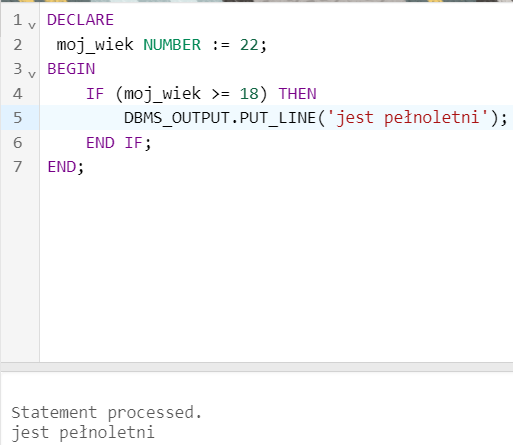 1 DECLARE
2 moj_wiek NUMBER := 22;
3 BEGIN
4 IF (moj_wiek >= 18) THEN
5 DBMS_OUTPUT.PUT_LINE('jest pełnoletni');
6 END IF;
7 END;
Statement processed.
jest pełnoletni